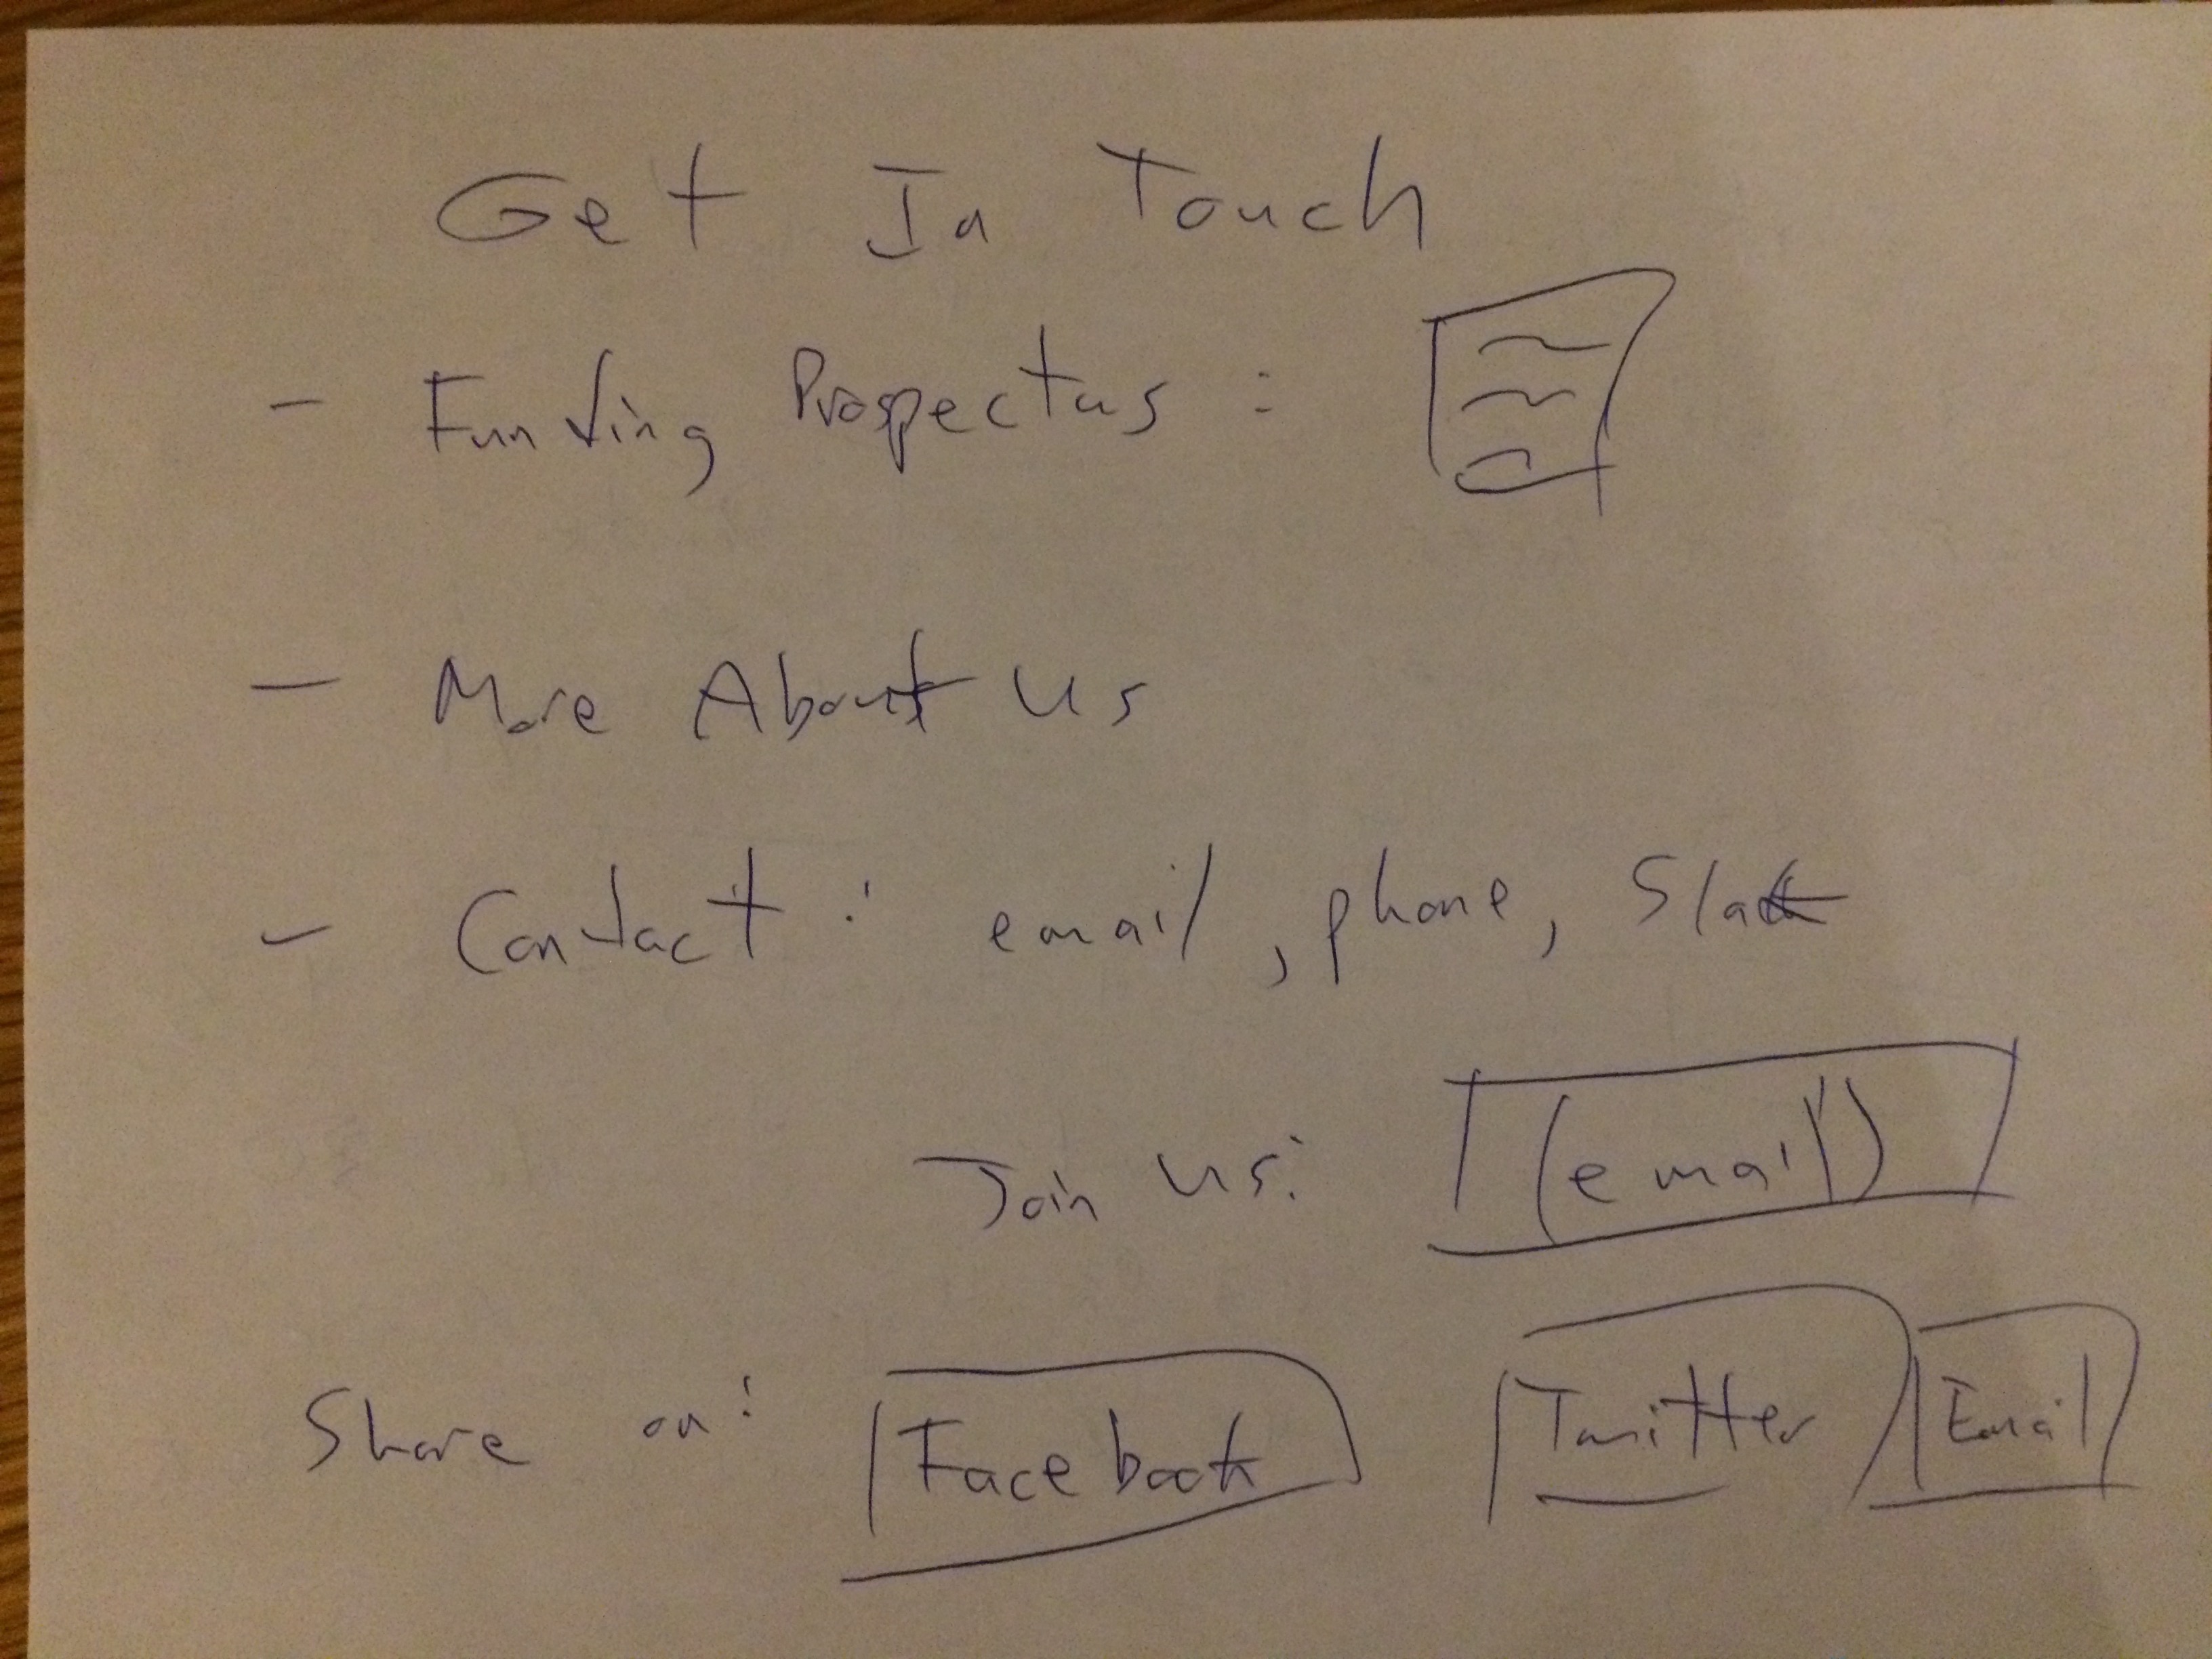 Get In Touch
- Funding Prospectus :
- More About Us
- Contact : email, phone, Slack
Join us: (email)
Share on: Facebook Twitter Email